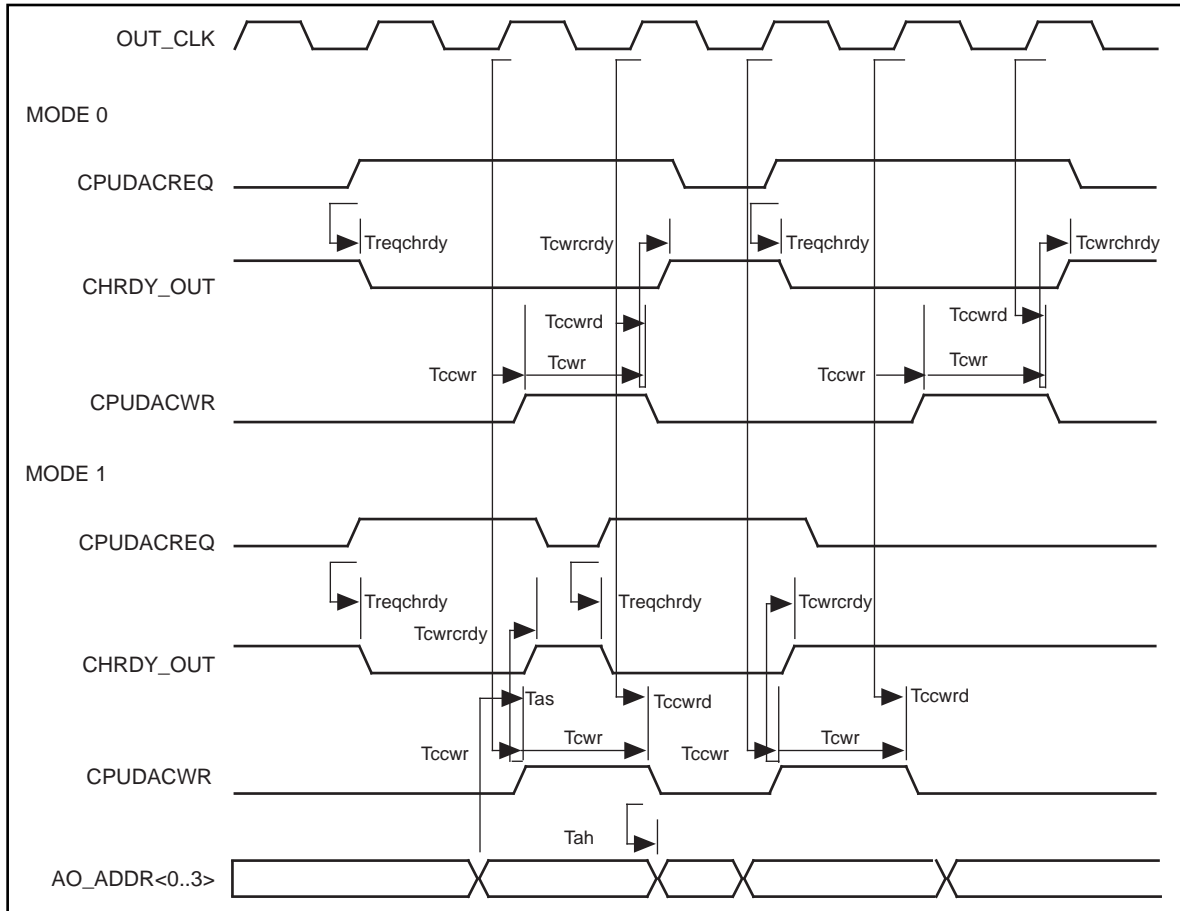 OUT_CLK
MODE 0
CPUDACREQ
Treqchrdy
Tcwrcrdy
Treqchrdy
Tcwrchrdy
CHRDY_OUT
Tccwrd
Tccwrd
Tccwr
Tcwr
Tccwr
Tcwr
CPUDACWR
MODE 1
CPUDACREQ
Treqchrdy
Treqchrdy
Tcwrcrdy
Tcwrcrdy
CHRDY_OUT
Tas
Tccwrd
Tccwrd
Tccwr
Tcwr
Tccwr
Tcwr
CPUDACWR
Tah
AO_ADDR<0..3>